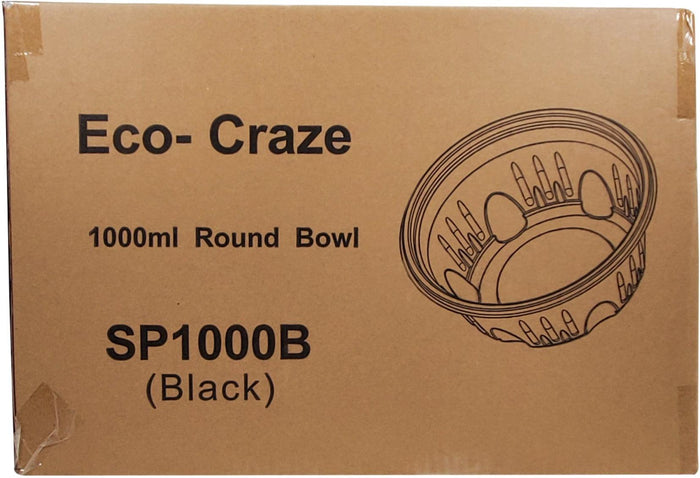 Eco- Craze
1000ml Round Bowl
SP1000B
(Black)